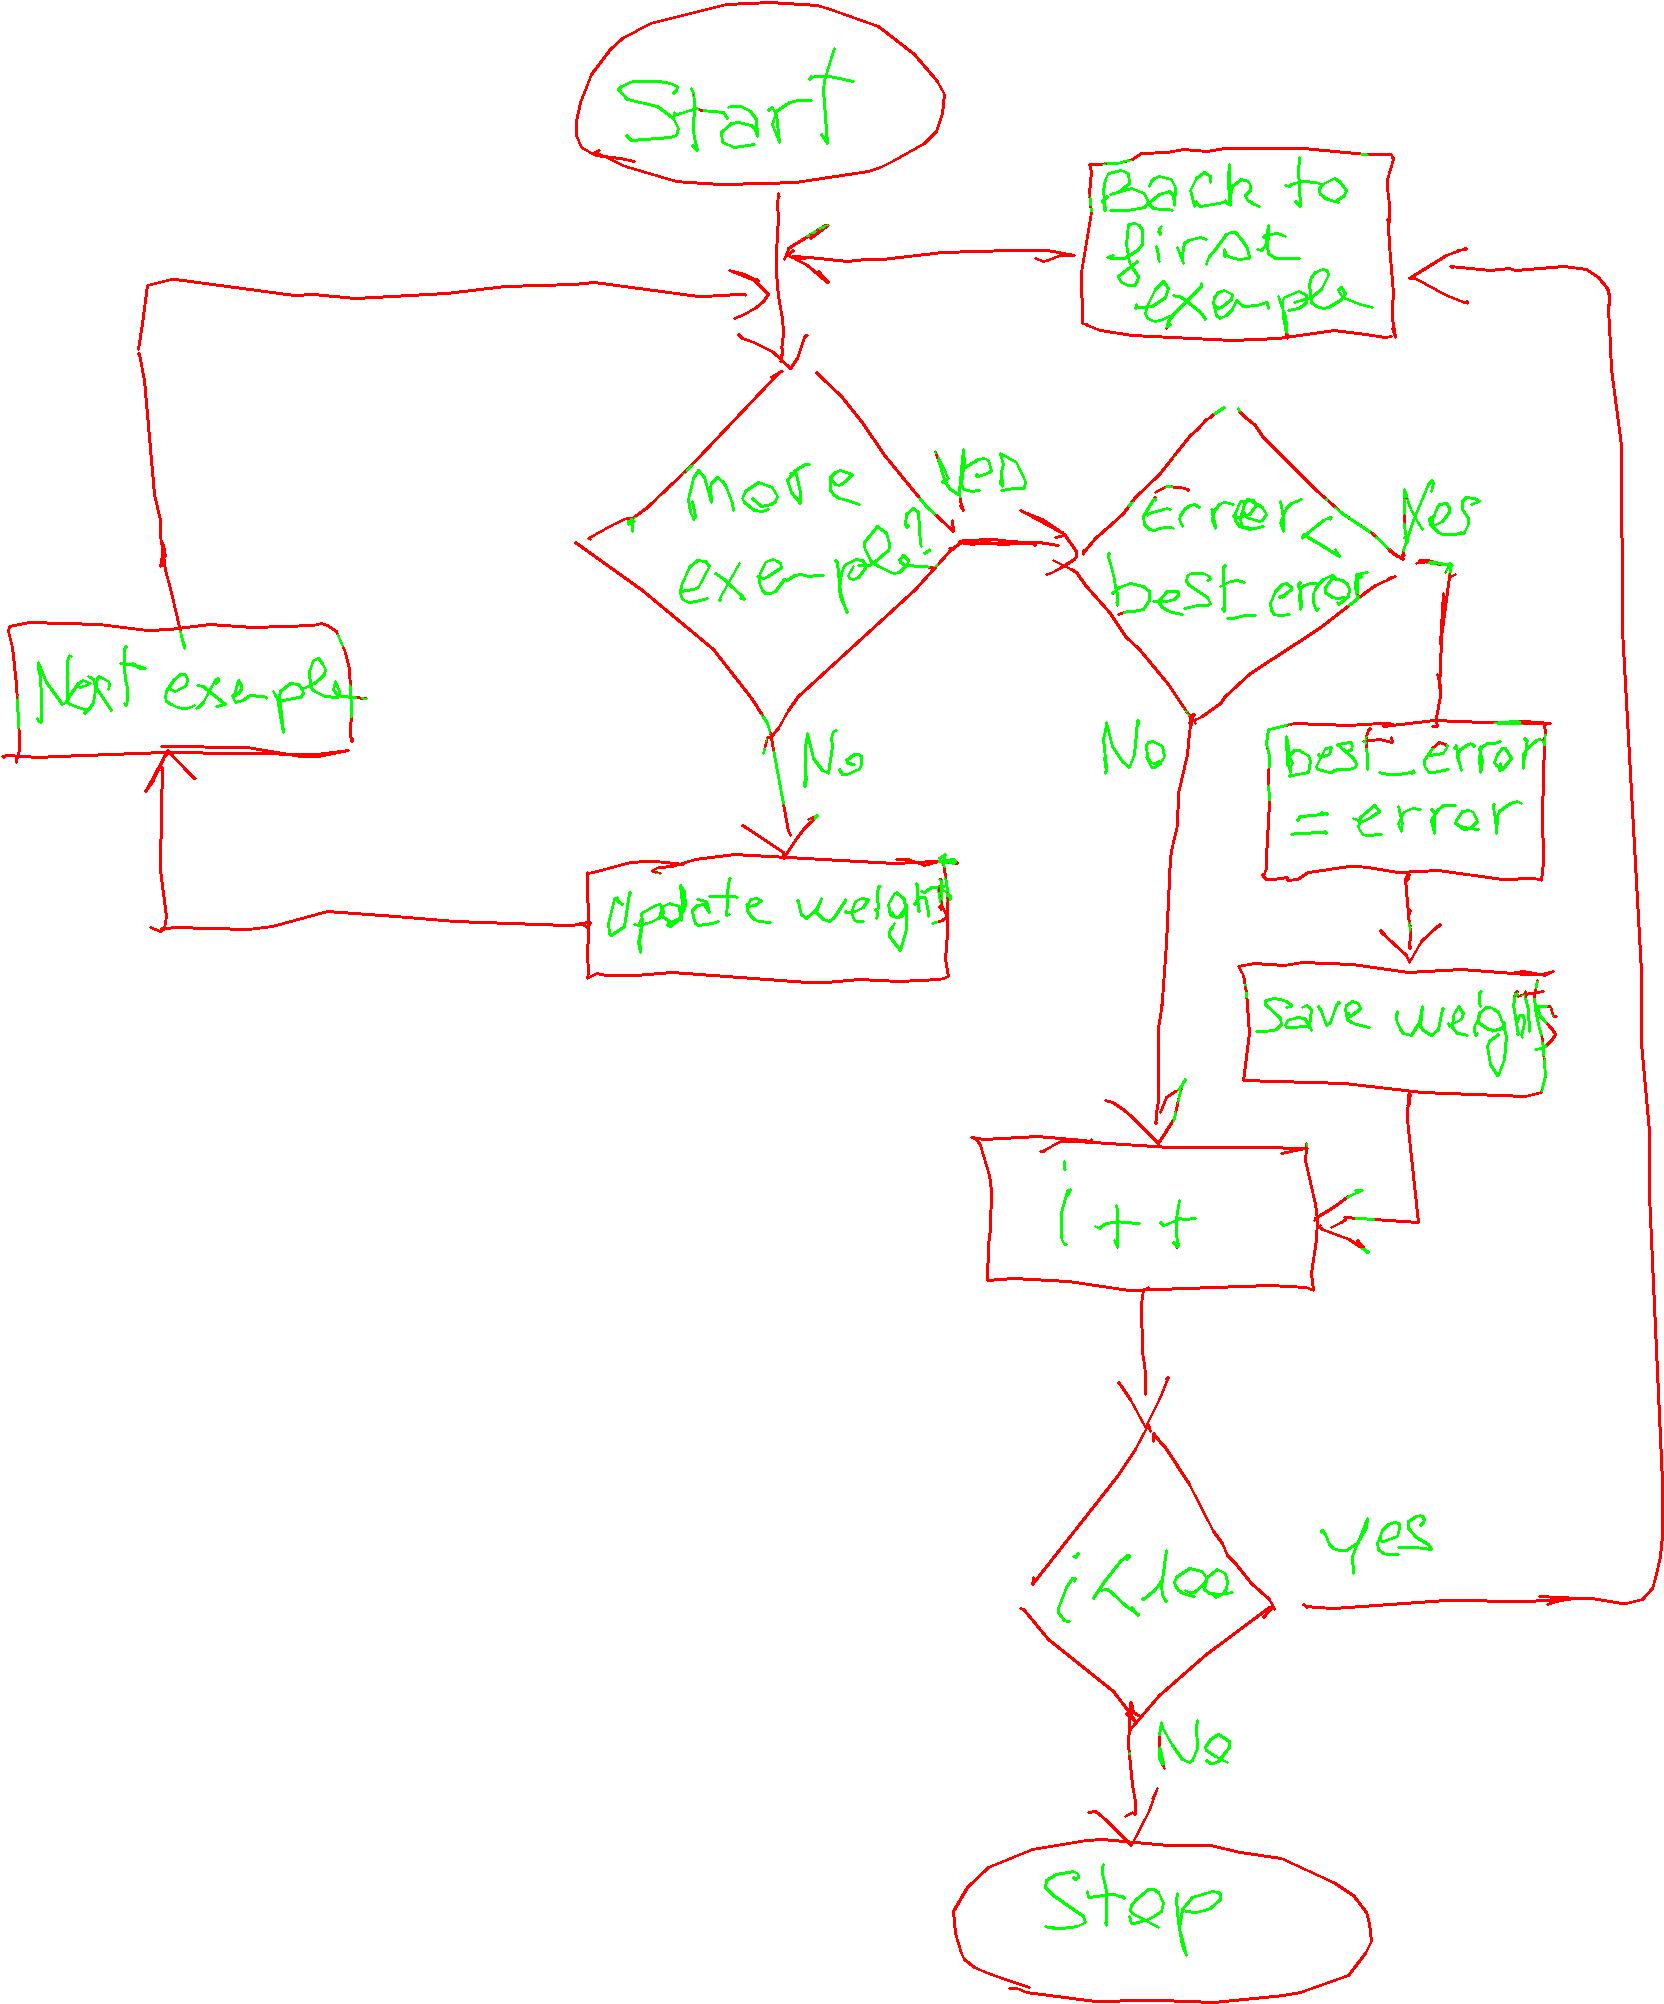 Start
Back to
first
exemple
More
exemple?
Yes
Error <
best_error
Yes
Next exemple
No
No
best_error
= error
Update weights
Save weights
i ++
i < 100
yes
No
Stop